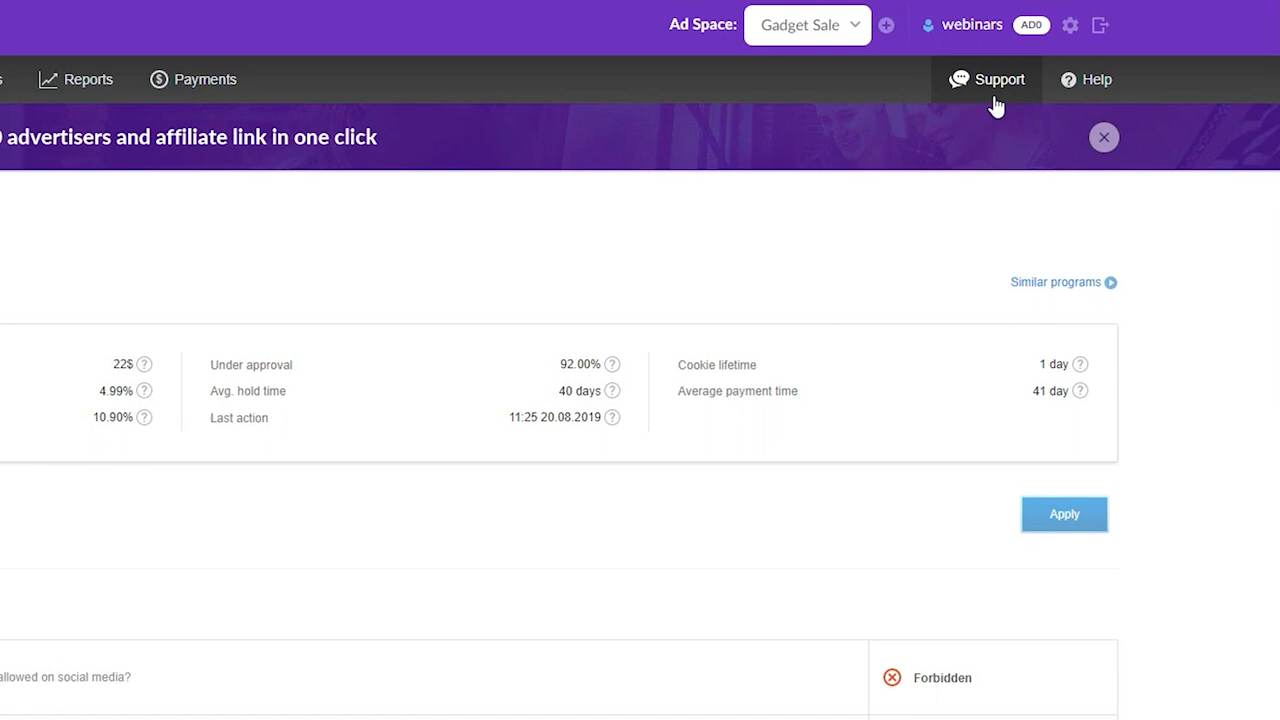 Ad Space: Gadget Sale webinars AD0
Reports Payments Support Help
advertisers and affiliate link in one click
Similar programs
22$ Under approval 92.00% Cookie lifetime 1 day
4.99% Avg. hold time 40 days Average payment time 41 day
10.90% Last action 11:25 20.08.2019
Apply
allowed on social media? Forbidden